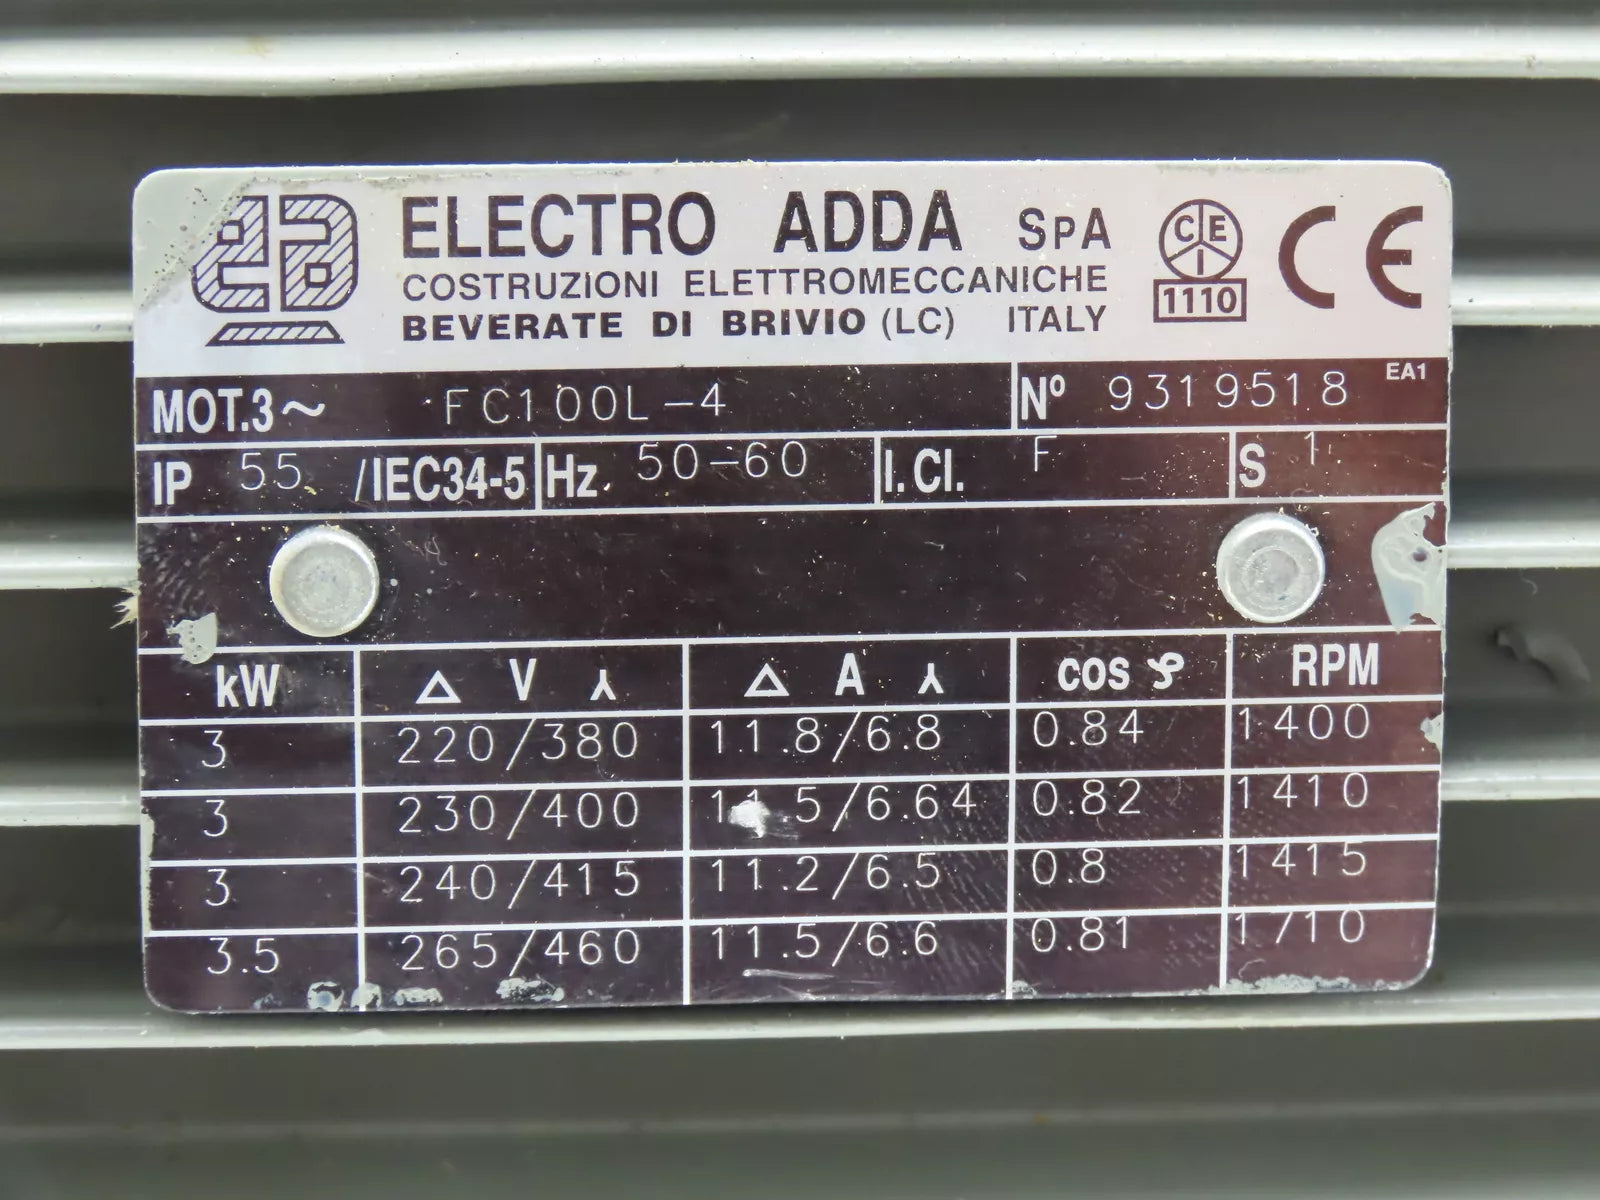 ELECTRO ADDA SpA
COSTRUZIONI ELETTROMECCANICHE
BEVERATE DI BRIVIO (LC) ITALY
CEI
1110
CE
MOT.3~ FC100L-4 Nº 9319518 EA1
IP 55 /IEC34-5 Hz 50-60 I.Cl. F S 1
kW Δ V ⅄ Δ A ⅄ cos φ RPM
3 220/380 11.8/6.8 0.84 1400
3 230/400 11.5/6.64 0.82 1410
3 240/415 11.2/6.5 0.8 1415
3.5 265/460 11.5/6.6 0.81 1710